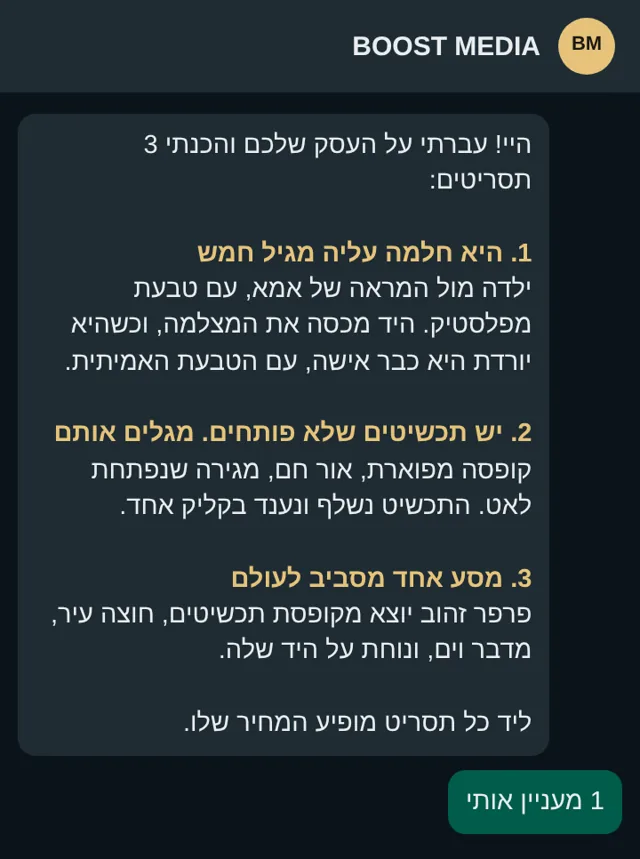 BOOST MEDIA
BM
היי! עברתי על העסק שלכם והכנתי 3
תסריטים:
1. היא חלמה עליה מגיל חמש
ילדה מול המראה של אמא, עם טבעת
מפלסטיק. היד מכסה את המצלמה, וכשהיא
יורדת היא כבר אישה, עם הטבעת האמיתית.
2. יש תכשיטים שלא פותחים. מגלים אותם
קופסה מפוארת, אור חם, מגירה שנפתחת
לאט. התכשיט נשלף ונענד בקליק אחד.
3. מסע אחד מסביב לעולם
פרפר זהוב יוצא מקופסת תכשיטים, חוצה עיר,
מדבר וים, ונוחת על היד שלה.
ליד כל תסריט מופיע המחיר שלו.
1 מעניין אותי